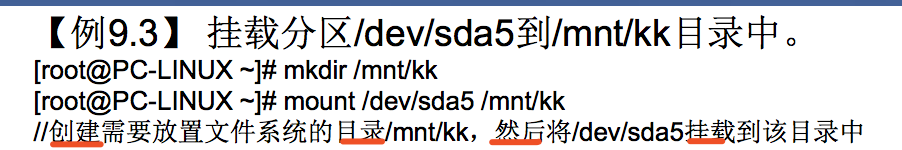 【例9.3】 挂载分区/dev/sda5到/mnt/kk目录中。
[root@PC-LINUX ~]# mkdir /mnt/kk
[root@PC-LINUX ~]# mount /dev/sda5 /mnt/kk
//创建需要放置文件系统的目录/mnt/kk，然后将/dev/sda5挂载到该目录中